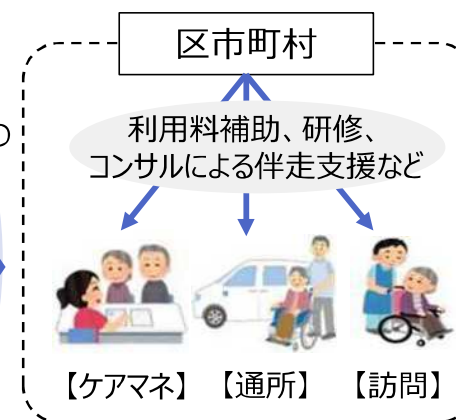 区市町村
の
利用料補助、研修、
コンサルによる伴走支援など
【ケアマネ】 【通所】 【訪問】